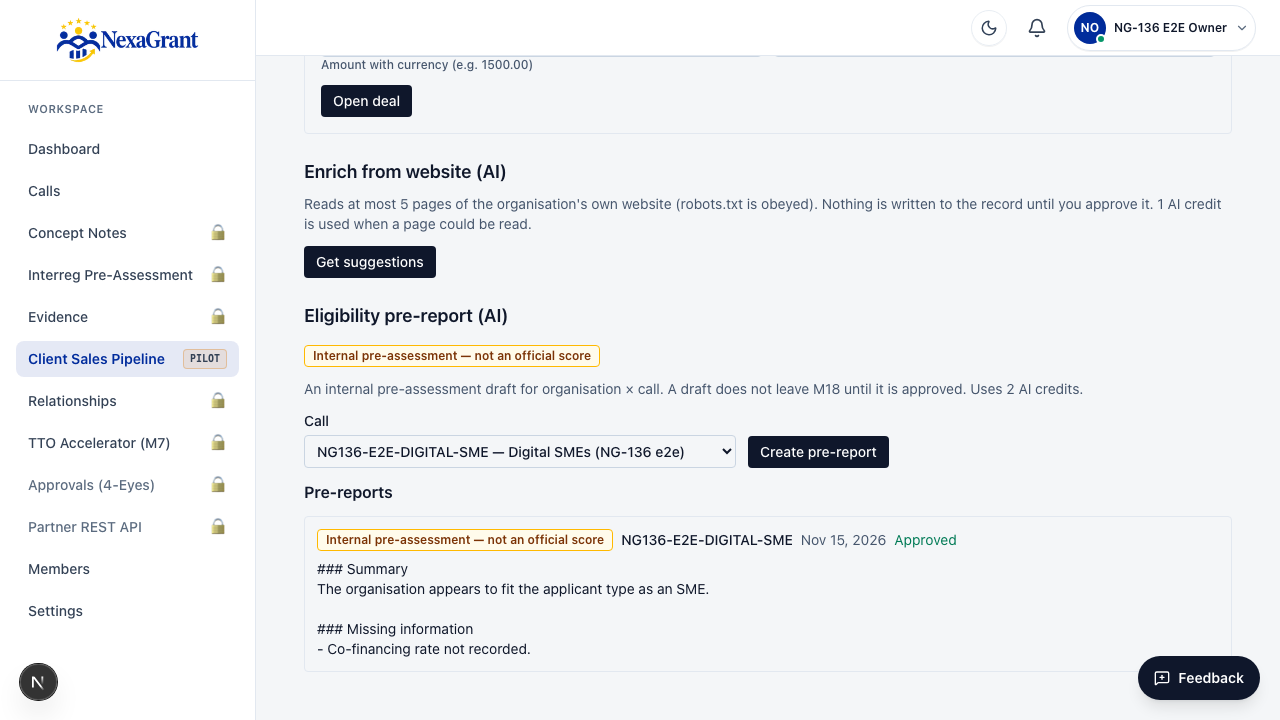 NexaGrant
NO
NG-136 E2E Owner
WORKSPACE
Dashboard
Calls
Concept Notes
Interreg Pre-Assessment
Evidence
Client Sales Pipeline PILOT
Relationships
TTO Accelerator (M7)
Approvals (4-Eyes)
Partner REST API
Members
Settings
N
Amount with currency (e.g. 1500.00)
Open deal
Enrich from website (AI)
Reads at most 5 pages of the organisation's own website (robots.txt is obeyed). Nothing is written to the record until you approve it. 1 AI credit
is used when a page could be read.
Get suggestions
Eligibility pre-report (AI)
Internal pre-assessment — not an official score
An internal pre-assessment draft for organisation × call. A draft does not leave M18 until it is approved. Uses 2 AI credits.
Call
NG136-E2E-DIGITAL-SME — Digital SMEs (NG-136 e2e)
Create pre-report
Pre-reports
Internal pre-assessment — not an official score NG136-E2E-DIGITAL-SME Nov 15, 2026 Approved
### Summary
The organisation appears to fit the applicant type as an SME.
### Missing information
- Co-financing rate not recorded.
Feedback